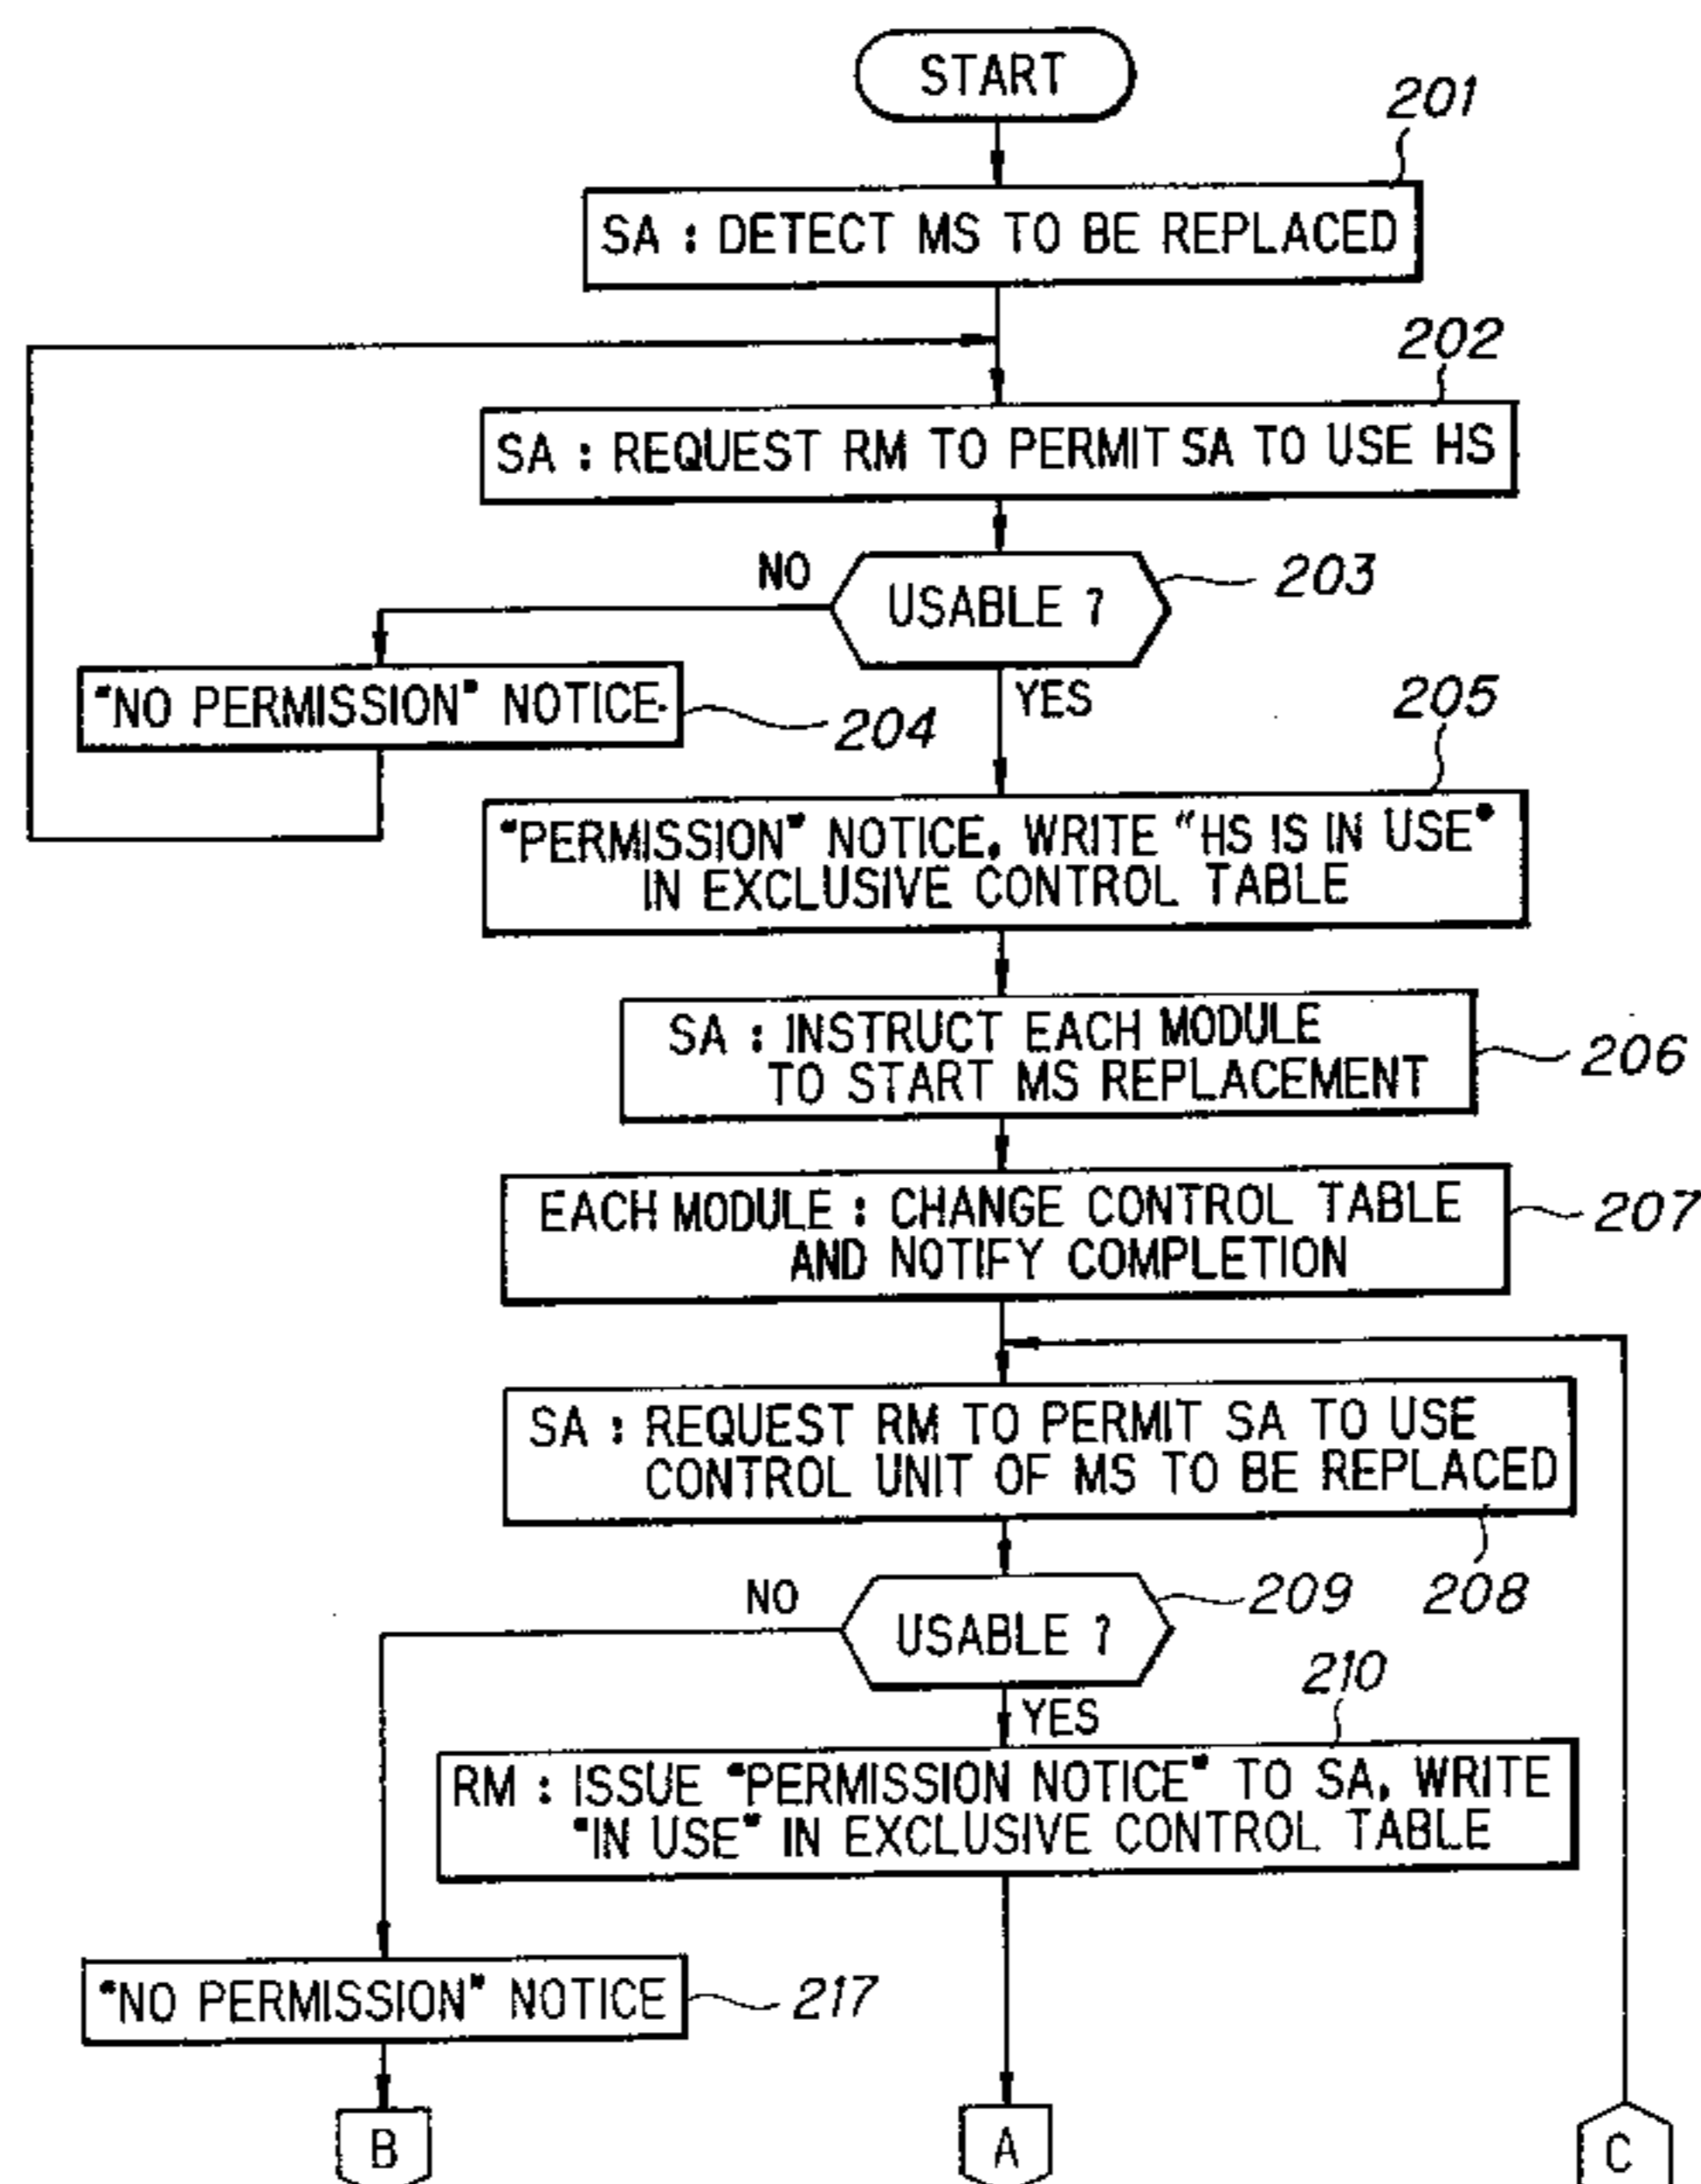 START
201
SA : DETECT MS TO BE REPLACED
202
SA : REQUEST RM TO PERMIT SA TO USE HS
NO
USABLE ?
203
"NO PERMISSION" NOTICE
204
YES
205
"PERMISSION" NOTICE, WRITE "HS IS IN USE"
IN EXCLUSIVE CONTROL TABLE
SA : INSTRUCT EACH MODULE
TO START MS REPLACEMENT
206
EACH MODULE : CHANGE CONTROL TABLE
AND NOTIFY COMPLETION
207
SA : REQUEST RM TO PERMIT SA TO USE
CONTROL UNIT OF MS TO BE REPLACED
208
NO
USABLE ?
209
YES
210
RM : ISSUE "PERMISSION NOTICE" TO SA, WRITE
"IN USE" IN EXCLUSIVE CONTROL TABLE
"NO PERMISSION" NOTICE
217
B
A
C